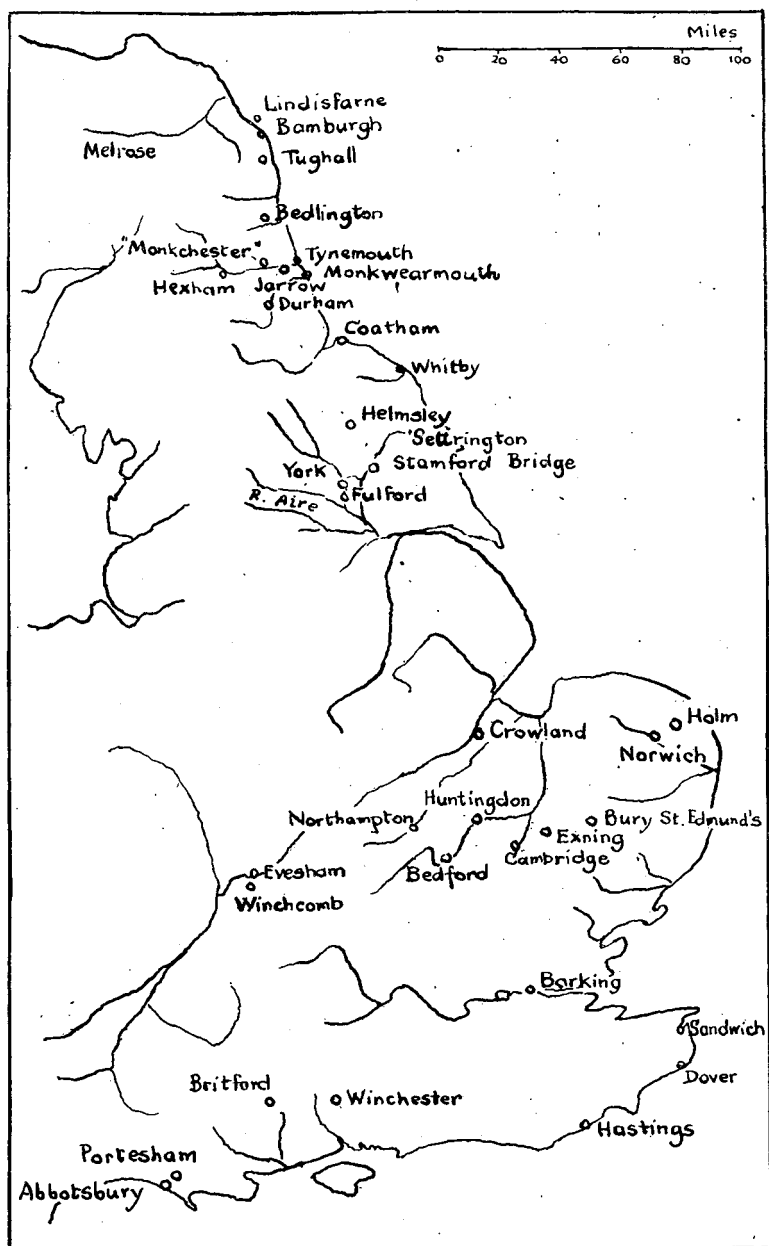 Miles
0 20 40 60 80 100
Lindisfarne
Bamburgh
Melrose
Tughall
Bedlington
"Monkchester"
Tynemouth
Monkwearmouth
Hexham
Jarrow
Durham
Coatham
Whitby
Helmsley
Settrington
York
Stamford Bridge
Fulford
R. Aire
Holm
Crowland
Norwich
Huntingdon
Northampton
Bury St. Edmund's
Exning
Cambridge
Bedford
Evesham
Winchcomb
Barking
Sandwich
Dover
Britford
Winchester
Hastings
Portesham
Abbotsbury